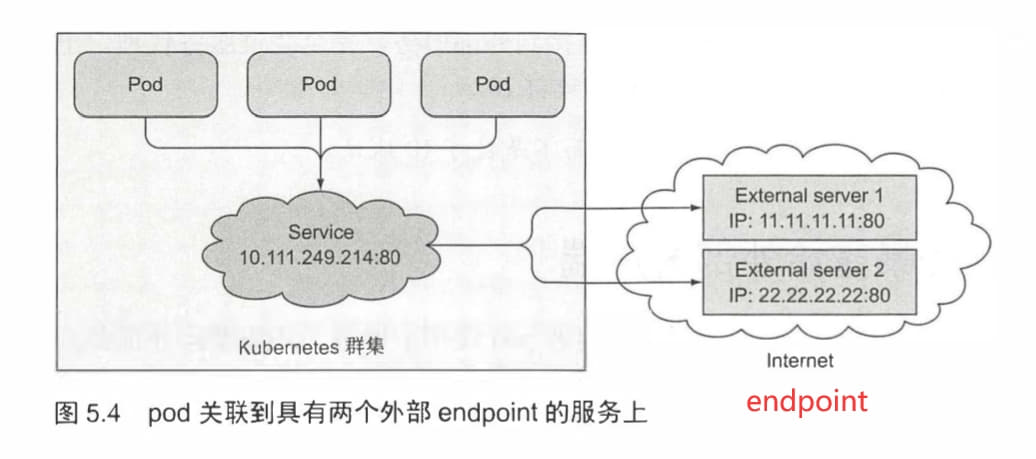 Pod
Pod
Pod
Service
10.111.249.214:80
Kubernetes 群集
External server 1
IP: 11.11.11.11:80
External server 2
IP: 22.22.22.22:80
Internet
endpoint
图 5.4 pod 关联到具有两个外部 endpoint 的服务上